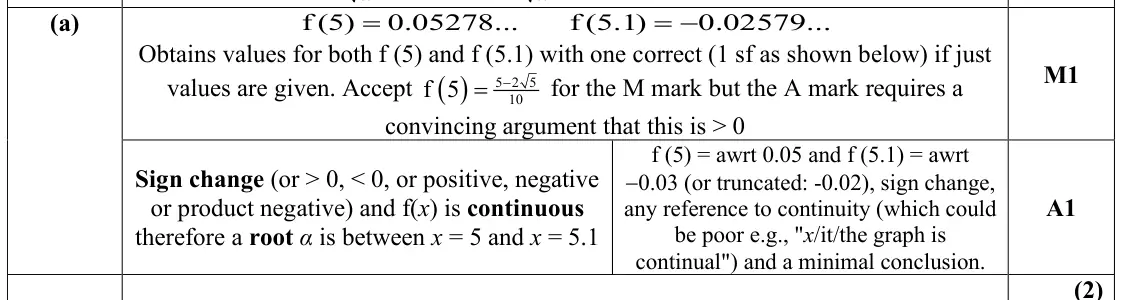 (a)
f(5) = 0.05278...  f(5.1) = −0.02579...
Obtains values for both f (5) and f (5.1) with one correct (1 sf as shown below) if just
values are given. Accept f (5) = (5−2√5)/10 for the M mark but the A mark requires a
convincing argument that this is > 0
M1
Sign change (or > 0, < 0, or positive, negative
or product negative) and f(x) is continuous
therefore a root α is between x = 5 and x = 5.1
f (5) = awrt 0.05 and f (5.1) = awrt
−0.03 (or truncated: -0.02), sign change,
any reference to continuity (which could
be poor e.g., "x/it/the graph is
continual") and a minimal conclusion.
A1
(2)